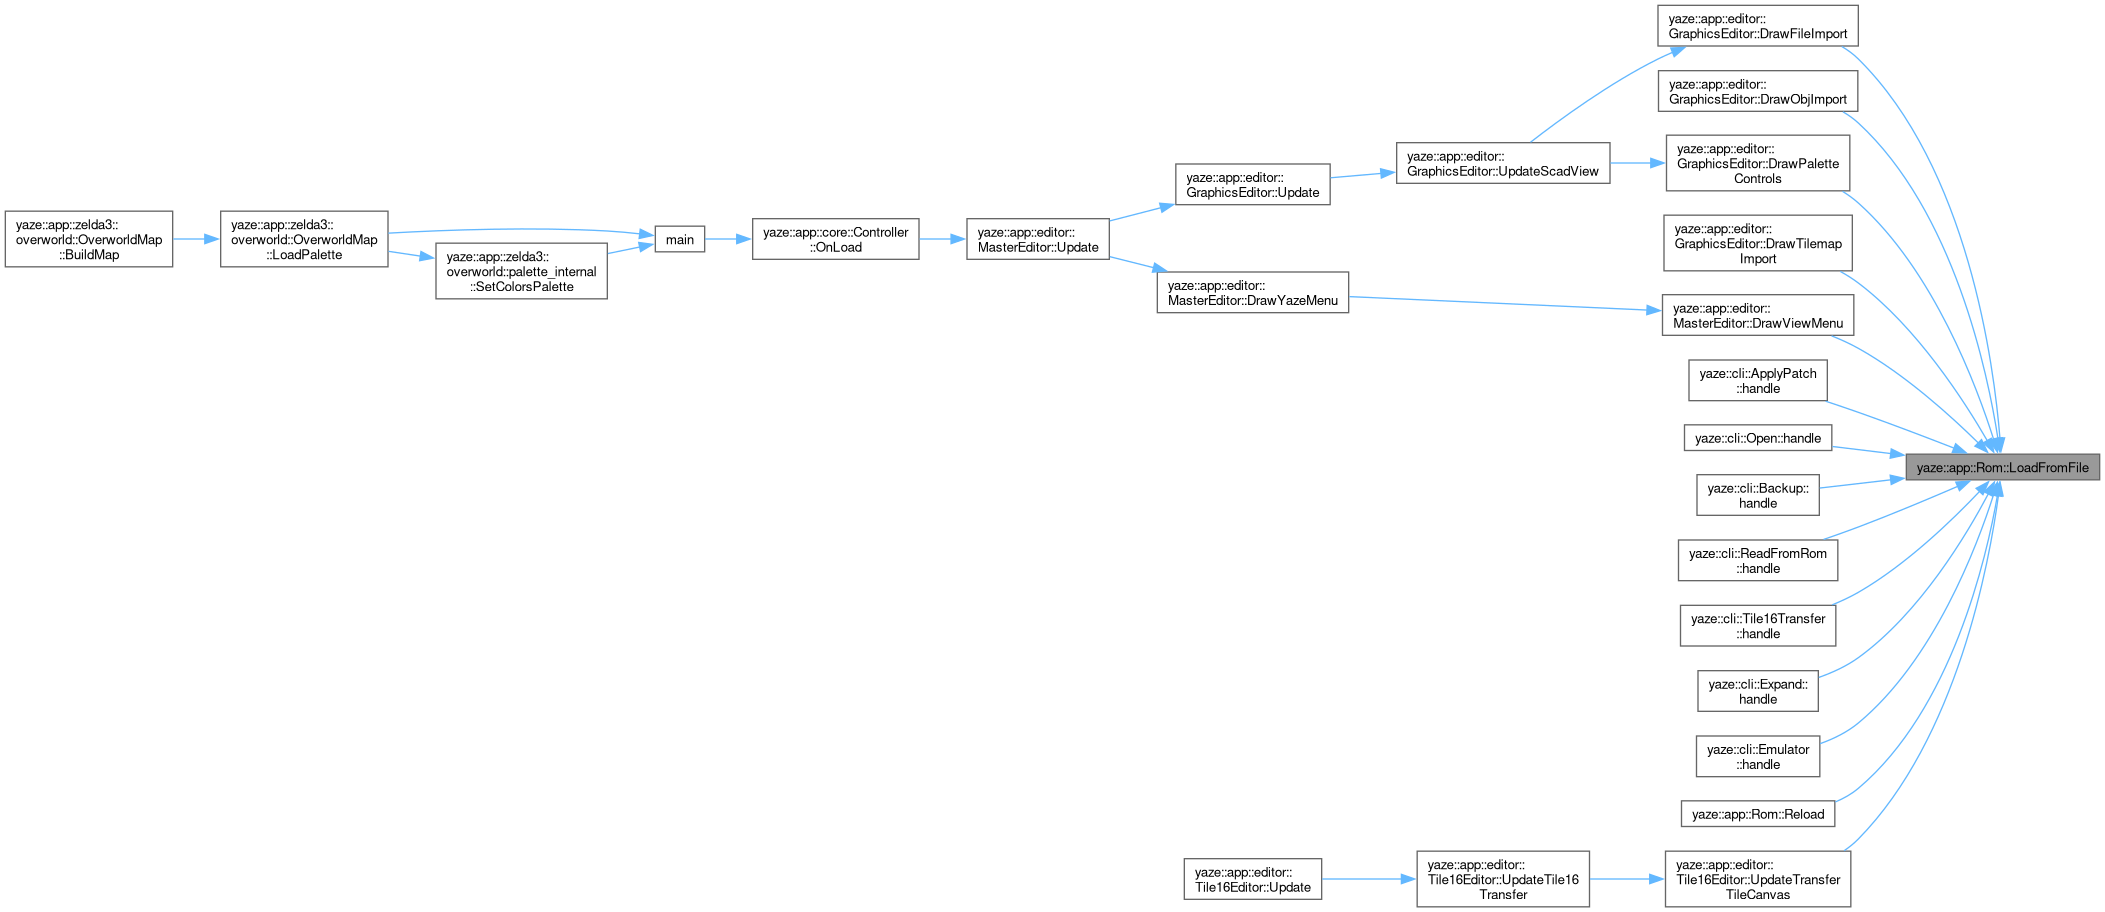 yaze::app::editor::
GraphicsEditor::DrawFileImport
yaze::app::editor::
GraphicsEditor::DrawObjImport
yaze::app::editor::
GraphicsEditor::DrawPalette
Controls
yaze::app::editor::
GraphicsEditor::UpdateScadView
yaze::app::editor::
GraphicsEditor::Update
yaze::app::zelda3::
overworld::OverworldMap
::BuildMap
yaze::app::zelda3::
overworld::OverworldMap
::LoadPalette
yaze::app::zelda3::
overworld::palette_internal
::SetColorsPalette
main
yaze::app::core::Controller
::OnLoad
yaze::app::editor::
MasterEditor::Update
yaze::app::editor::
MasterEditor::DrawYazeMenu
yaze::app::editor::
GraphicsEditor::DrawTilemap
Import
yaze::app::editor::
MasterEditor::DrawViewMenu
yaze::cli::ApplyPatch
::handle
yaze::cli::Open::handle
yaze::app::Rom::LoadFromFile
yaze::cli::Backup::
handle
yaze::cli::ReadFromRom
::handle
yaze::cli::Tile16Transfer
::handle
yaze::cli::Expand::
handle
yaze::cli::Emulator
::handle
yaze::app::Rom::Reload
yaze::app::editor::
Tile16Editor::Update
yaze::app::editor::
Tile16Editor::UpdateTile16
Transfer
yaze::app::editor::
Tile16Editor::UpdateTransfer
TileCanvas